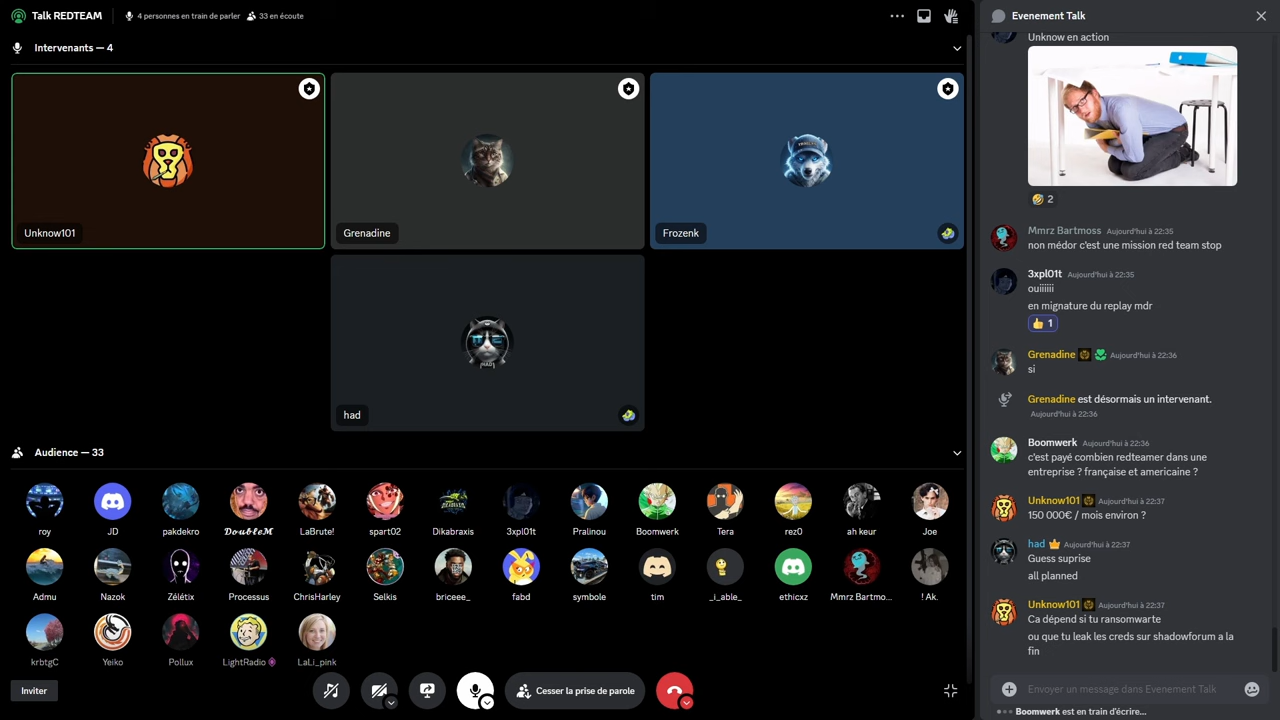 Talk REDTEAM
4 personnes en train de parler
33 en écoute
Intervenants — 4
Unknow101
Grenadine
Frozenk
had
Audience — 33
roy
JD
pakdekro
𝓓𝓸𝓾𝓫𝓵𝓮𝓜
LaBrute!
spart02
Dikabraxis
3xpl01t
Pralinou
Boomwerk
Tera
rez0
ah keur
Joe
Admu
Nazok
Zélétix
Processus
ChrisHarley
Selkis
briceee_
fabd
symbole
tim
_i_able_
ethicxz
Mmrz Bartmo...
! Ak.
krbtgC
Yeiko
Pollux
LightRadio
LaLi_pink
Inviter
Cesser la prise de parole
Evenement Talk
Unknow en action
2
Mmrz Bartmoss Aujourd'hui à 22:35
non médor c'est une mission red team stop
3xpl01t Aujourd'hui à 22:35
ouiiiiii
en mignature du replay mdr
1
Grenadine Aujourd'hui à 22:36
si
Grenadine est désormais un intervenant.
Aujourd'hui à 22:36
Boomwerk Aujourd'hui à 22:36
c'est payé combien redteamer dans une
entreprise ? française et americaine ?
Unknow101 Aujourd'hui à 22:37
150 000€ / mois environ ?
had Aujourd'hui à 22:37
Guess suprise
all planned
Unknow101 Aujourd'hui à 22:37
Ca dépend si tu ransomwarte
ou que tu leak les creds sur shadowforum a la
fin
Envoyer un message dans Evenement Talk
Boomwerk est en train d'écrire...